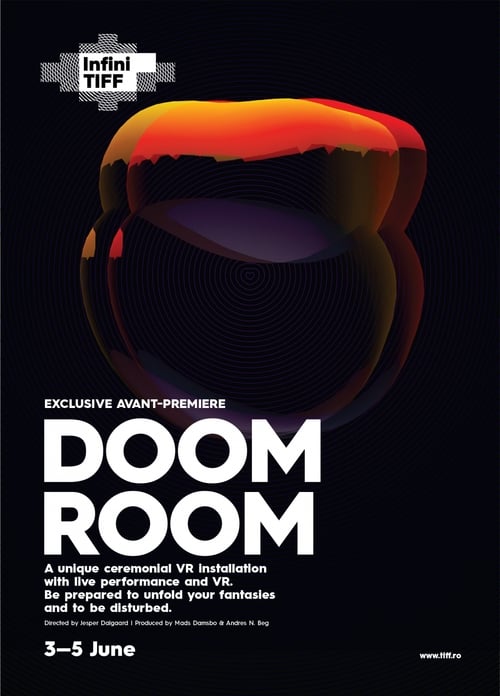 Infini
TIFF
EXCLUSIVE AVANT-PREMIERE
DOOM
ROOM
A unique ceremonial VR installation
with live performance and VR.
Be prepared to unfold your fantasies
and to be disturbed.
Directed by Jesper Dalgaard | Produced by Mads Damsbo & Andres N. Beg
3—5 June
www.tiff.ro